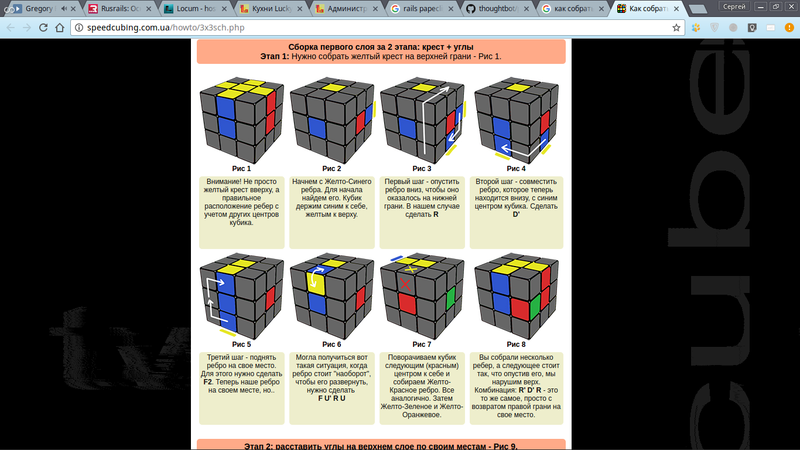 Gregory
Rusrails: Ос
Locum - hos
Кухни Lucky
Админист
rails paperc
thoughtbot
как собрат
Как собрат
Сергей
speedcubing.com.ua/howto/3x3sch.php
Сборка первого слоя за 2 этапа: крест + углы
Этап 1: Нужно собрать желтый крест на верхней грани - Рис 1.
Рис 1
Рис 2
Рис 3
Рис 4
Внимание! Не просто
желтый крест вверху, а
правильное
расположение ребер с
учетом других центров
кубика.
Начнем с Желто-Синего
ребра. Для начала
найдем его. Кубик
держим синим к себе,
желтым к верху.
Первый шаг - опустить
ребро вниз, чтобы оно
оказалось на нижней
грани. В нашем случае
сделать R
Второй шаг - совместить
ребро, которое теперь
находится внизу, с синим
центром кубика. Сделать
D'
Рис 5
Рис 6
Рис 7
Рис 8
Третий шаг - поднять
ребро на свое место.
Для этого нужно сделать
F2. Теперь наше ребро
на своем месте, но..
Могла получиться вот
такая ситуация, когда
ребро стоит "наоборот",
чтобы его развернуть,
нужно сделать
F U' R U
Поворачиваем кубик
следующим (красным)
центром к себе и
собираем Желто-
Красное ребро. Все
аналогично. Затем
Желто-Зеленое и Желто-
Оранжевое.
Вы собрали несколько
ребер, а следующее стоит
так, что опустив его, мы
нарушим верх.
Комбинация: R' D' R - это
то же самое, просто с
возвратом правой грани на
свое место.
Этап 2: расставить углы на верхнем слое по своим местам - Рис 9.
cube